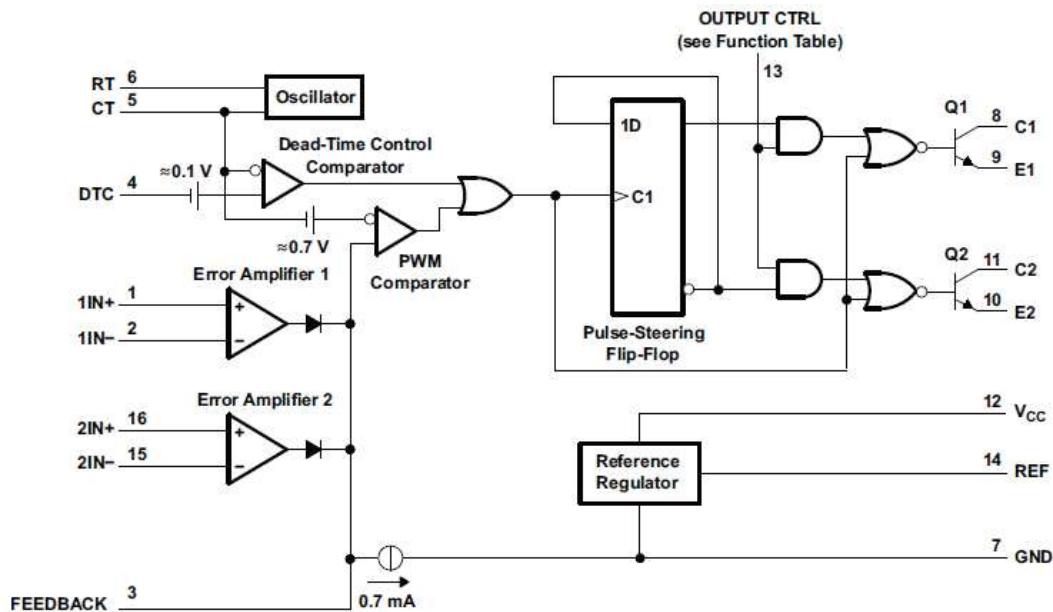 OUTPUT CTRL
(see Function Table)
13
RT 6
CT 5
Oscillator
Dead-Time Control
Comparator
≈0.1 V
DTC 4
≈0.7 V
PWM
Comparator
1D
C1
Pulse-Steering
Flip-Flop
Q1
8 C1
9 E1
Q2
11 C2
10 E2
Error Amplifier 1
1IN+ 1
+
1IN− 2
−
Error Amplifier 2
2IN+ 16
+
2IN− 15
−
12 VCC
Reference
Regulator
14 REF
7 GND
0.7 mA
FEEDBACK 3